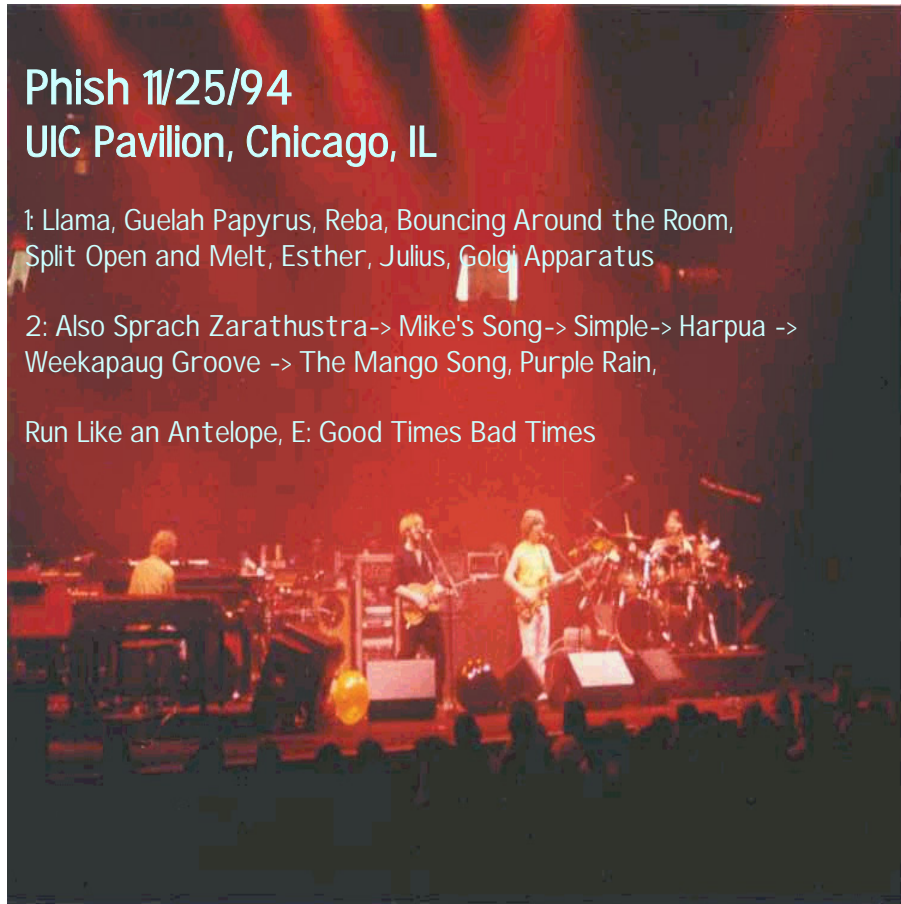 Phish 11/25/94
UIC Pavilion, Chicago, IL
1: Llama, Guelah Papyrus, Reba, Bouncing Around the Room,
Split Open and Melt, Esther, Julius, Golgi Apparatus
2: Also Sprach Zarathustra-> Mike's Song-> Simple-> Harpua ->
Weekapaug Groove -> The Mango Song, Purple Rain,
Run Like an Antelope, E: Good Times Bad Times